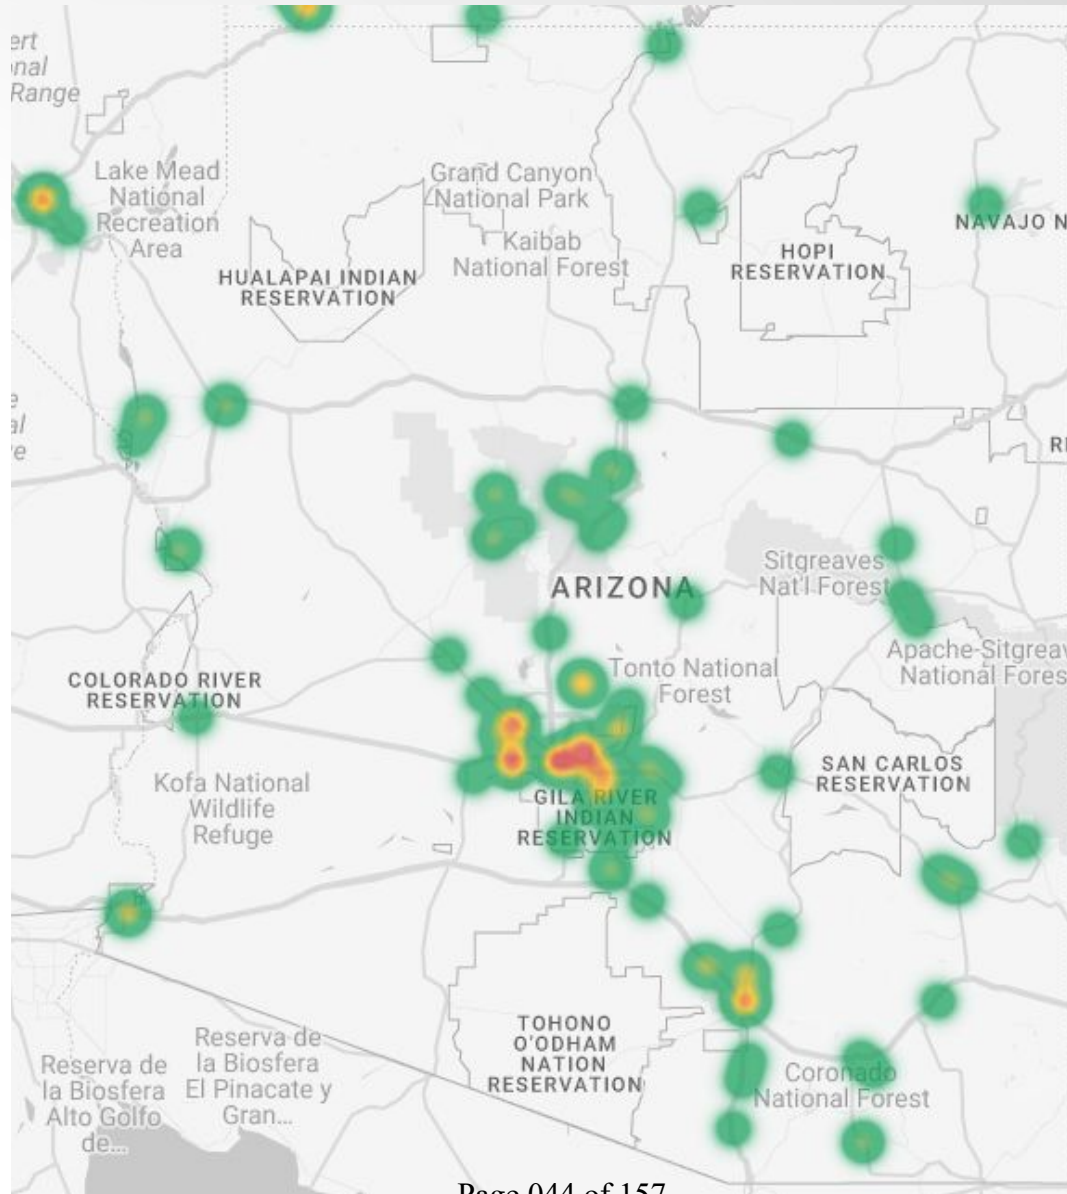 ert
nal
Range
Lake Mead
National
Recreation
Area
Grand Canyon
National Park
Kaibab
National Forest
HUALAPAI INDIAN
RESERVATION
HOPI
RESERVATION
NAVAJO N
e
al
e
RE
ARIZONA
Sitgreaves
Nat'l Forest
Apache-Sitgreav
National Fores
Tonto National
Forest
COLORADO RIVER
RESERVATION
SAN CARLOS
RESERVATION
Kofa National
Wildlife
Refuge
GILA RIVER
INDIAN
RESERVATION
TOHONO
O'ODHAM
NATION
RESERVATION
Reserva de
la Biosfera
El Pinacate y
Gran...
Reserva de
la Biosfera
Alto Golfo
de...
Coronado
National Forest
Page 044 of 157